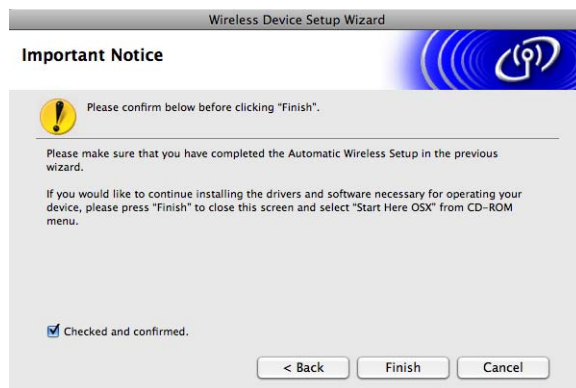 Wireless Device Setup Wizard
Important Notice
Please confirm below before clicking "Finish".
Please make sure that you have completed the Automatic Wireless Setup in the previous
wizard.
If you would like to continue installing the drivers and software necessary for operating your
device, please press "Finish" to close this screen and select "Start Here OSX" from CD-ROM
menu.
Checked and confirmed.
< Back Finish Cancel